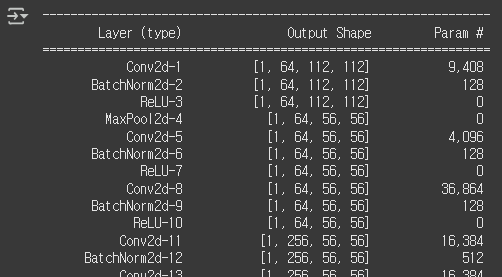 ----------------------------------------------------------------
Layer (type) Output Shape Param #
================================================================
Conv2d-1 [1, 64, 112, 112] 9,408
BatchNorm2d-2 [1, 64, 112, 112] 128
ReLU-3 [1, 64, 112, 112] 0
MaxPool2d-4 [1, 64, 56, 56] 0
Conv2d-5 [1, 64, 56, 56] 4,096
BatchNorm2d-6 [1, 64, 56, 56] 128
ReLU-7 [1, 64, 56, 56] 0
Conv2d-8 [1, 64, 56, 56] 36,864
BatchNorm2d-9 [1, 64, 56, 56] 128
ReLU-10 [1, 64, 56, 56] 0
Conv2d-11 [1, 256, 56, 56] 16,384
BatchNorm2d-12 [1, 256, 56, 56] 512
Conv2d-13 [1, 256, 56, 56] 16,384